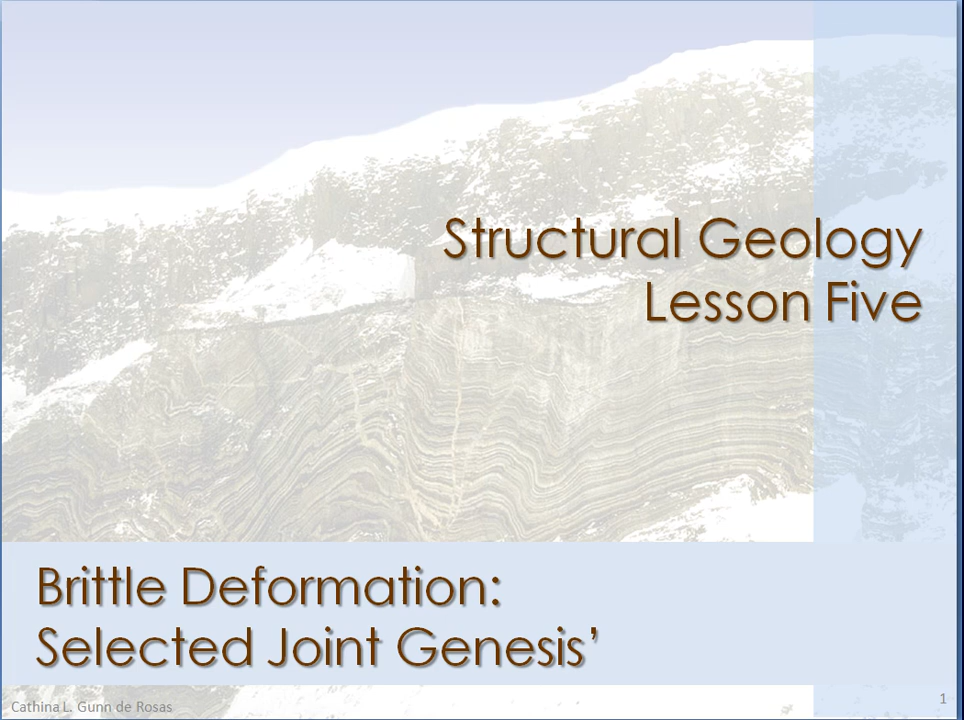 Structural Geology
Lesson Five
Brittle Deformation:
Selected Joint Genesis’
Cathina L. Gunn de Rosas
1